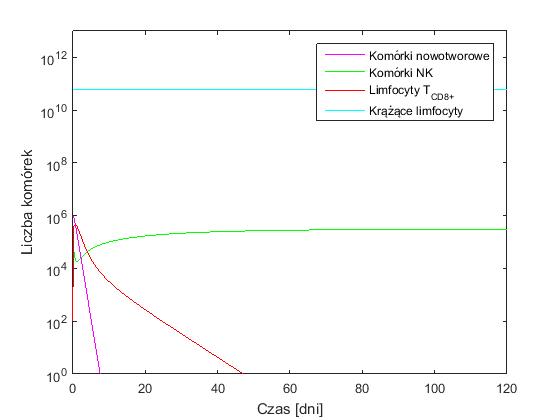 10^12
10^10
10^8
10^6
10^4
10^2
10^0
Liczba komórek
Komórki nowotworowe
Komórki NK
Limfocyty T_CD8+
Krążące limfocyty
0 20 40 60 80 100 120
Czas [dni]